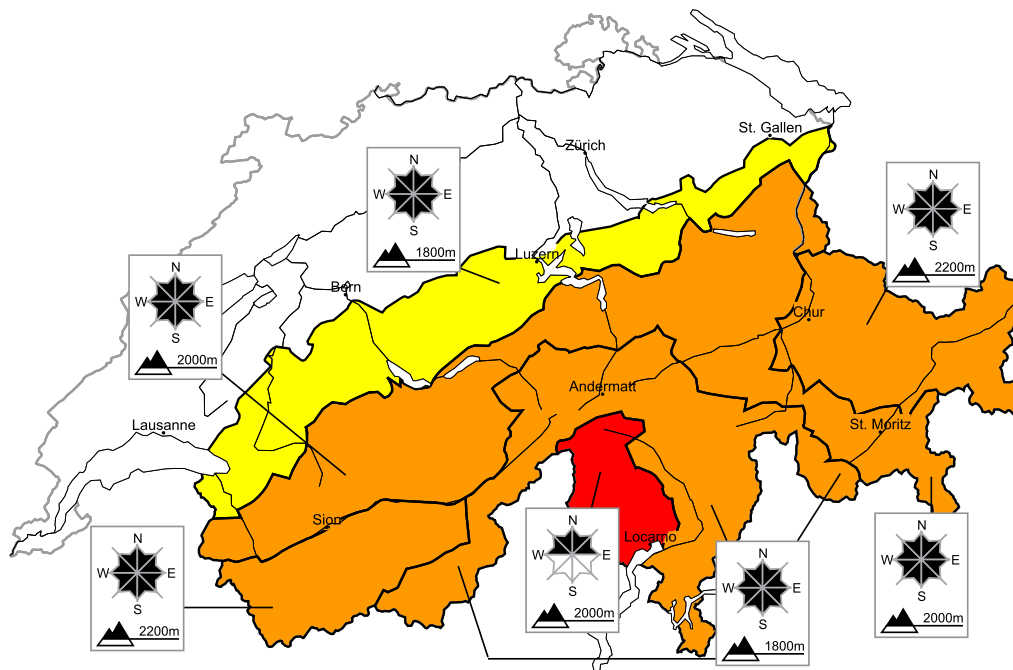 St. Gallen
Zürich
N
W E
S
1800m
N
W E
S
2200m
Luzern
N
W E
S
2000m
Bern
Chur
Andermatt
Lausanne
St. Moritz
Sion
N
W E
S
2200m
N
W E
S
2000m
Locarno
N
W E
S
1800m
N
W E
S
2000m